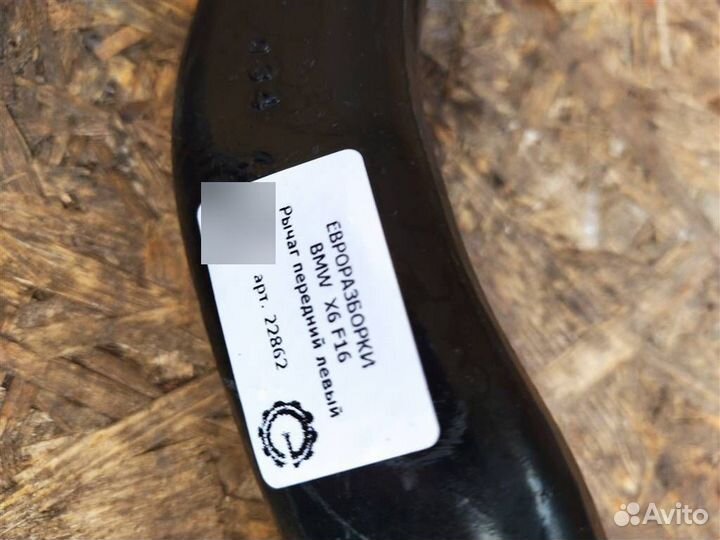 ЕВРОРАЗБОРКИ
BMW X6 F16
Рычаг передний левый
арт. 22862
Avito